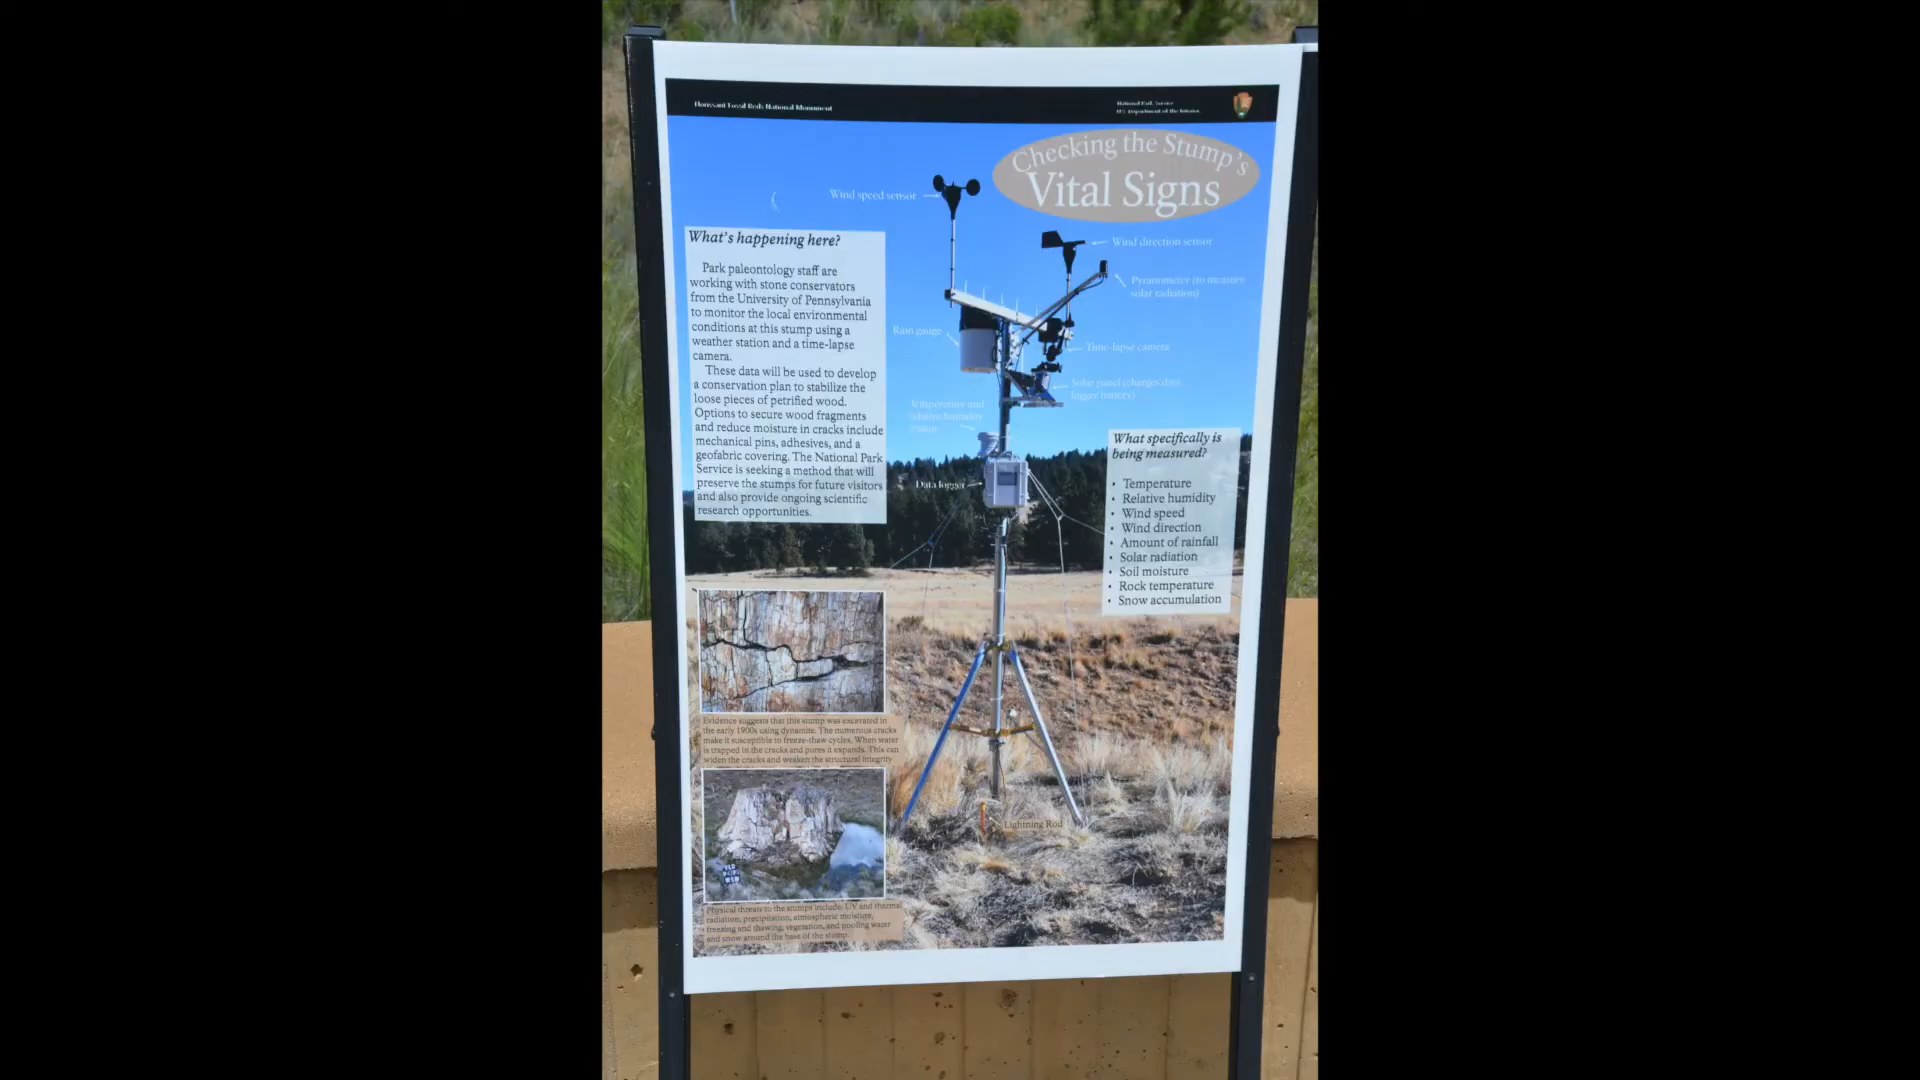 Florissant Fossil Beds National Monument
National Park Service
U.S. Department of the Interior
Checking the Stump's
Vital Signs
Wind speed sensor
Wind direction sensor
Pyranometer (to measure
solar radiation)
Rain gauge
Time-lapse camera
Solar panel (charges data
logger battery)
Temperature and
relative humidity
sensor
Data logger
Lightning Rod
What's happening here?
Park paleontology staff are
working with stone conservators
from the University of Pennsylvania
to monitor the local environmental
conditions at this stump using a
weather station and a time-lapse
camera.
These data will be used to develop
a conservation plan to stabilize the
loose pieces of petrified wood.
Options to secure wood fragments
and reduce moisture in cracks include
mechanical pins, adhesives, and a
geofabric covering. The National Park
Service is seeking a method that will
preserve the stumps for future visitors
and also provide ongoing scientific
research opportunities.
What specifically is
being measured?
• Temperature
• Relative humidity
• Wind speed
• Wind direction
• Amount of rainfall
• Solar radiation
• Soil moisture
• Rock temperature
• Snow accumulation
Evidence suggests that this stump was excavated in
the early 1900s using dynamite. The numerous cracks
make it susceptible to freeze-thaw cycles. When water
is trapped in the cracks and pores it expands. This can
widen the cracks and weaken the structural integrity
Physical threats to the stumps include: UV and thermal
radiation, precipitation, atmospheric moisture,
freezing and thawing, vegetation, and pooling water
and snow around the base of the stump.